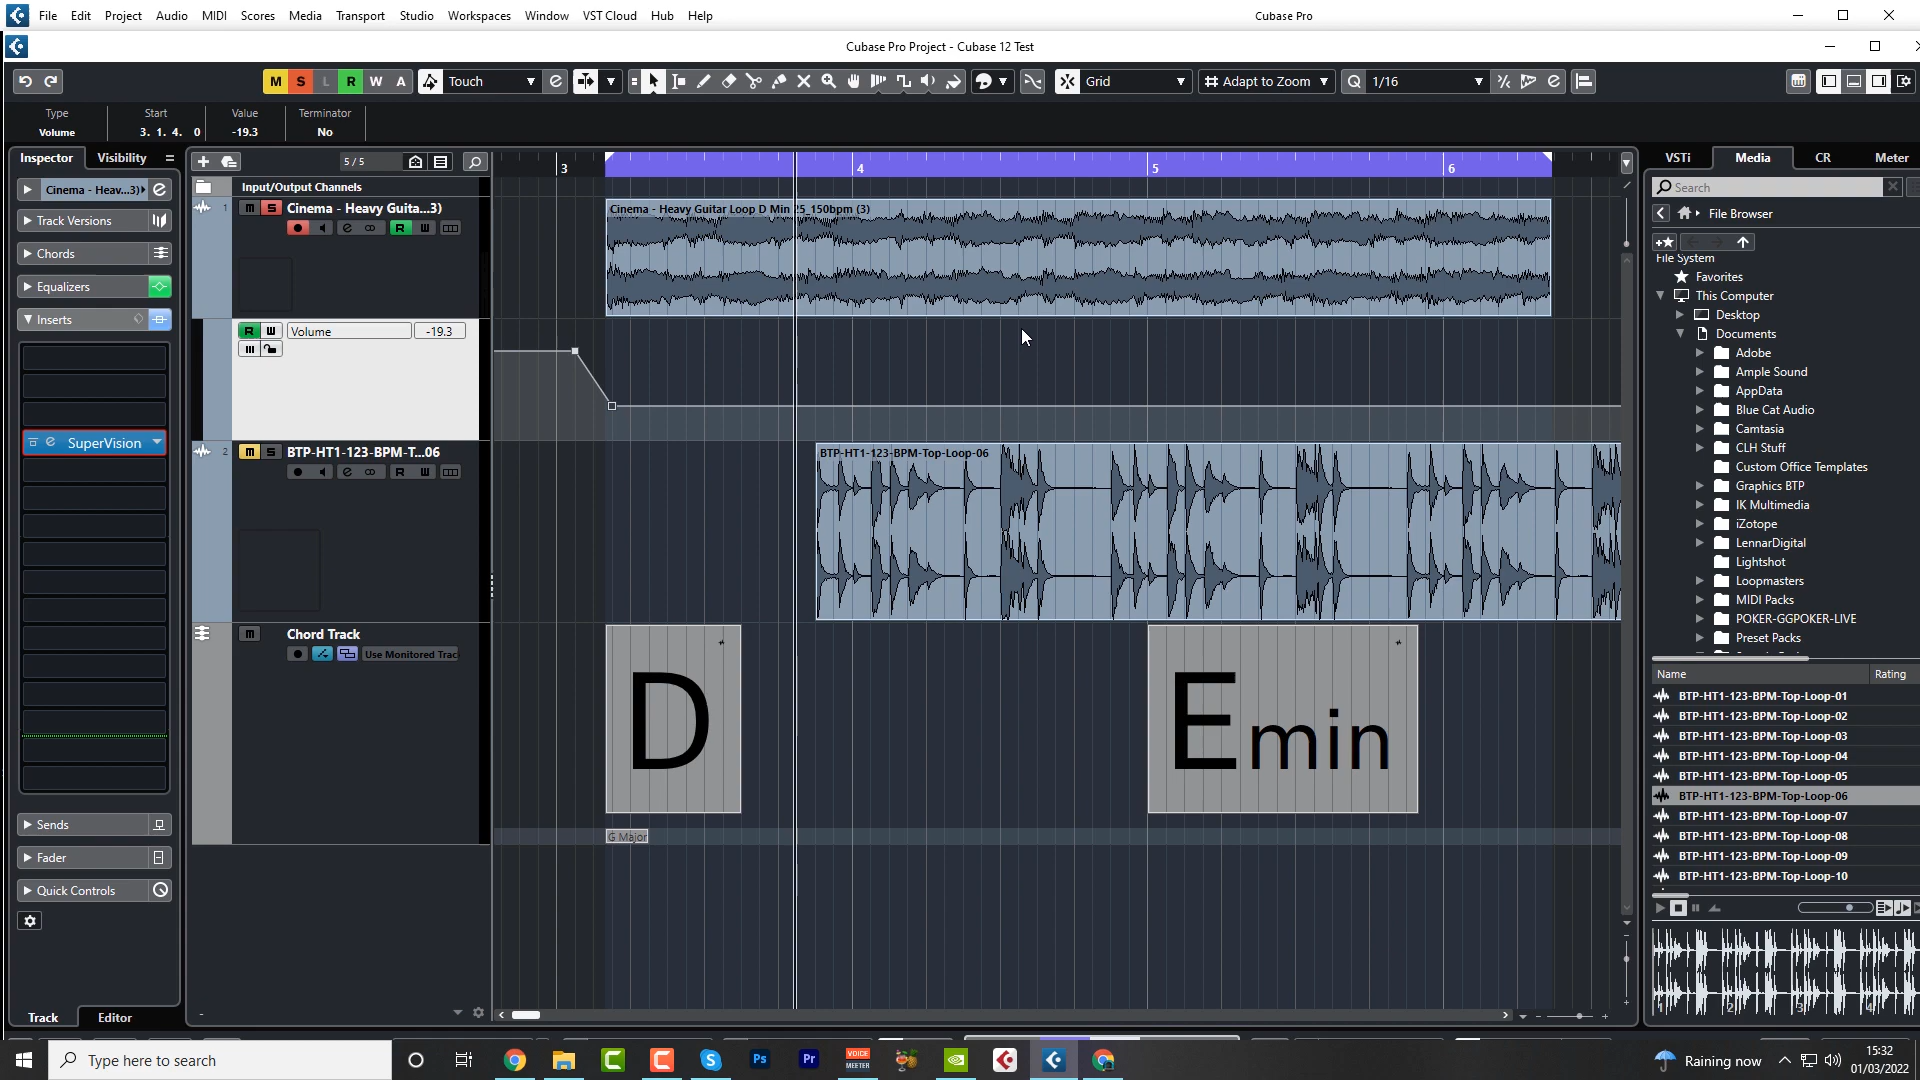 File Edit Project Audio MIDI Scores Media Transport Studio Workspaces Window VST Cloud Hub Help Cubase Pro
Cubase Pro Project - Cubase 12 Test
M S L R W A Touch Grid Adapt to Zoom Q 1/16
Type Start Value Terminator
Volume 3. 1. 4. 0 -19.3 No
Inspector Visibility 5 / 5 3 4 5 6 VSTi Media CR Meter
Input/Output Channels Search
Cinema - Heav...3) 1 m S Cinema - Heavy Guita...3) Cinema - Heavy Guitar Loop D Min 25_150bpm (3)
R W
File Browser
Track Versions
Chords
Equalizers
Inserts
SuperVision
Sends
Fader
Quick Controls
Track Editor
R W Volume -19.3
2 m S BTP-HT1-123-BPM-T...06 BTP-HT1-123-BPM-Top-Loop-06
R W
m Chord Track
Use Monitored Trac
D Emin
G Major
File System
Favorites
This Computer
Desktop
Documents
Adobe
Ample Sound
AppData
Blue Cat Audio
Camtasia
CLH Stuff
Custom Office Templates
Graphics BTP
IK Multimedia
iZotope
LennarDigital
Lightshot
Loopmasters
MIDI Packs
POKER-GGPOKER-LIVE
Preset Packs
Name Rating
BTP-HT1-123-BPM-Top-Loop-01
BTP-HT1-123-BPM-Top-Loop-02
BTP-HT1-123-BPM-Top-Loop-03
BTP-HT1-123-BPM-Top-Loop-04
BTP-HT1-123-BPM-Top-Loop-05
BTP-HT1-123-BPM-Top-Loop-06
BTP-HT1-123-BPM-Top-Loop-07
BTP-HT1-123-BPM-Top-Loop-08
BTP-HT1-123-BPM-Top-Loop-09
BTP-HT1-123-BPM-Top-Loop-10
1 2 3 4
Type here to search Ps Pr VOICE MEETER Raining now 15:32
01/03/2022